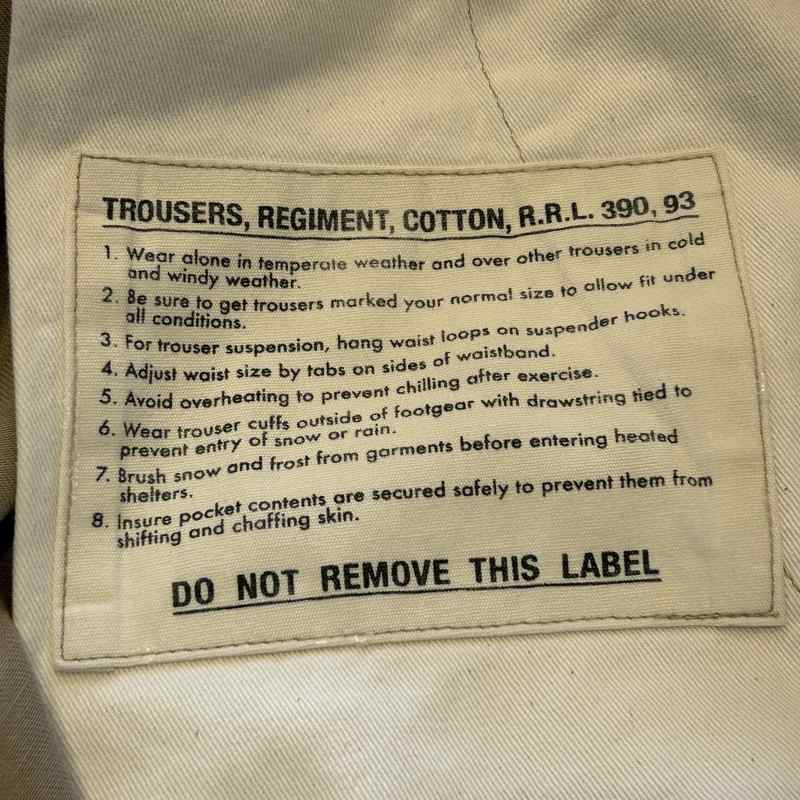 TROUSERS, REGIMENT, COTTON, R.R.L. 390, 93
1. Wear alone in temperate weather and over other trousers in cold
and windy weather.
2. Be sure to get trousers marked your normal size to allow fit under
all conditions.
3. For trouser suspension, hang waist loops on suspender hooks.
4. Adjust waist size by tabs on sides of waistband.
5. Avoid overheating to prevent chilling after exercise.
6. Wear trouser cuffs outside of footgear with drawstring tied to
prevent entry of snow or rain.
7. Brush snow and frost from garments before entering heated
shelters.
8. Insure pocket contents are secured safely to prevent them from
shifting and chaffing skin.
DO NOT REMOVE THIS LABEL